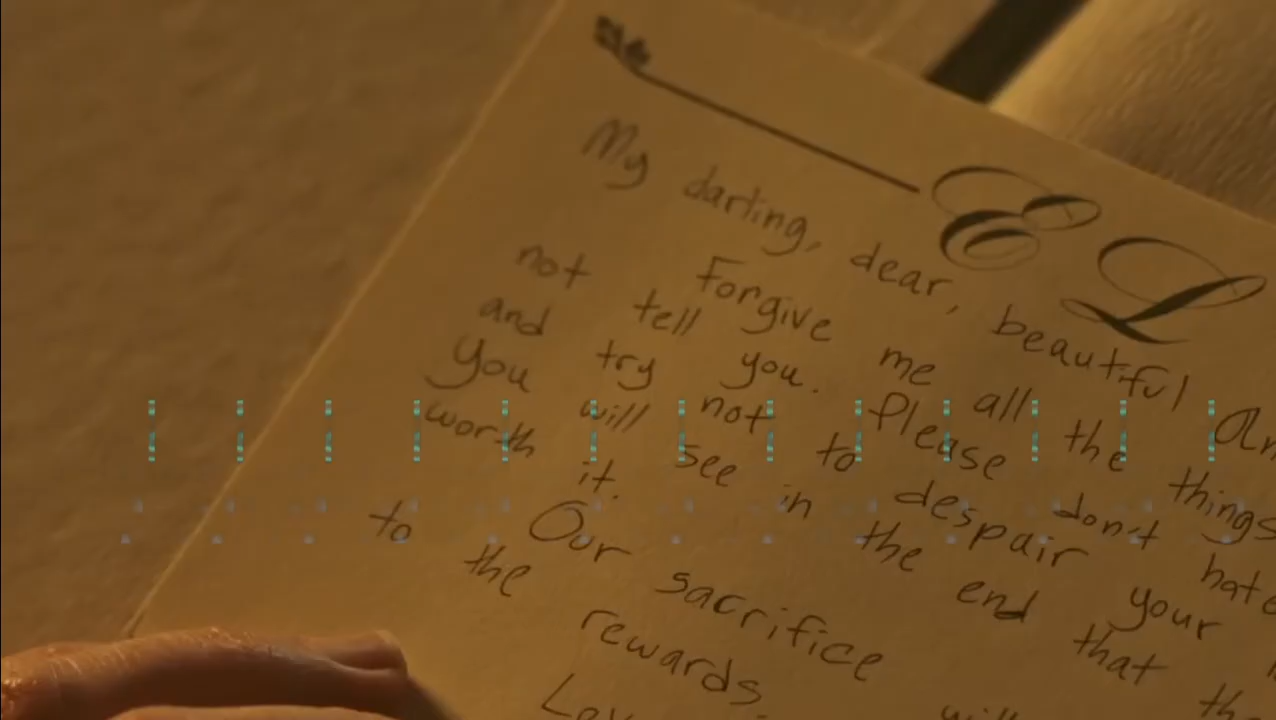 E L
My darling, dear, beautiful
Forgive me all the things
not tell you. Please don't hate
and try not to despair your
you will see in the end that
worth it.
Our sacrifice will
to the rewards